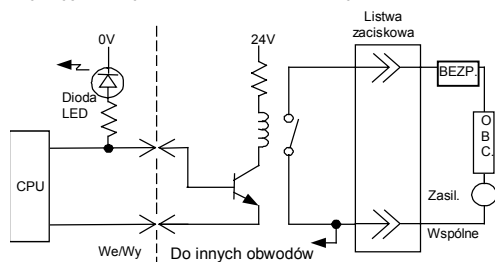 Listwa
zaciskowa
0V
24V
BEZP.
Dioda
LED
O
B
C.
CPU
Zasil.
Wspólne
We/Wy
Do innych obwodów